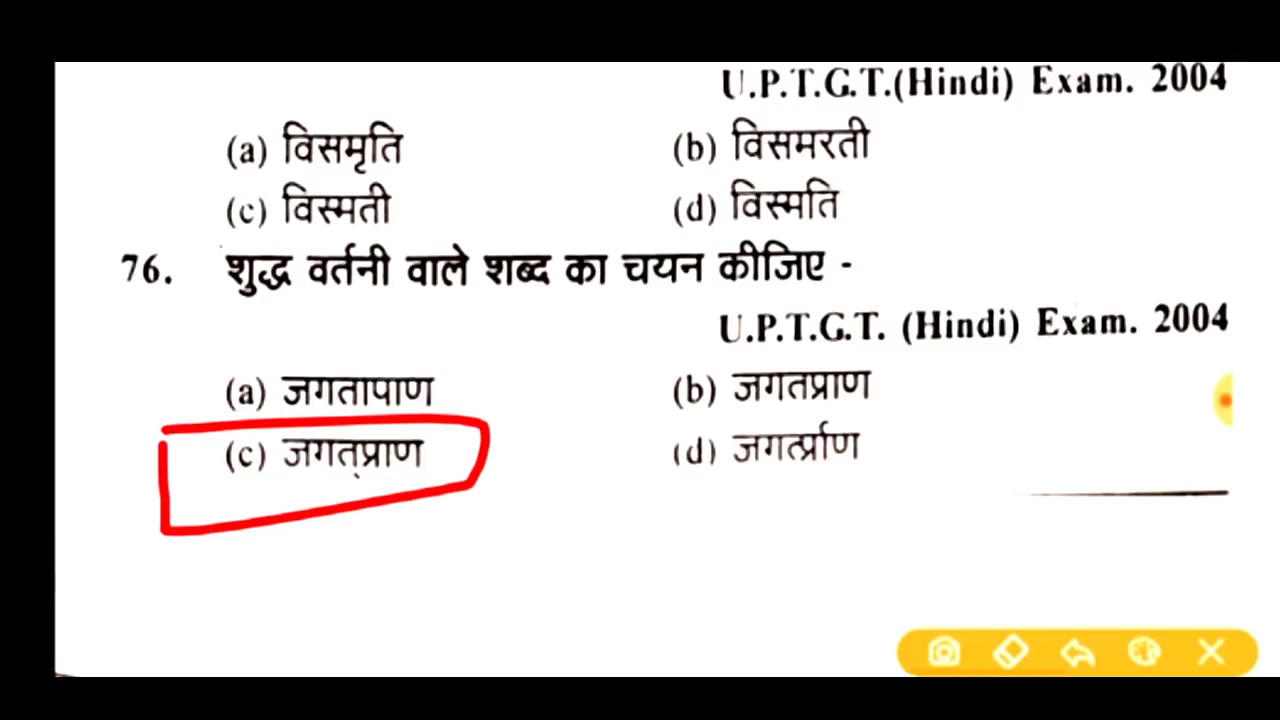 U.P.T.G.T.(Hindi) Exam. 2004
(a) विसमृति (b) विसमरती
(c) विस्मती (d) विस्मति
76. शुद्ध वर्तनी वाले शब्द का चयन कीजिए -
U.P.T.G.T. (Hindi) Exam. 2004
(a) जगतापाण (b) जगतप्राण
(c) जगत्प्राण (d) जगर्त्प्राण